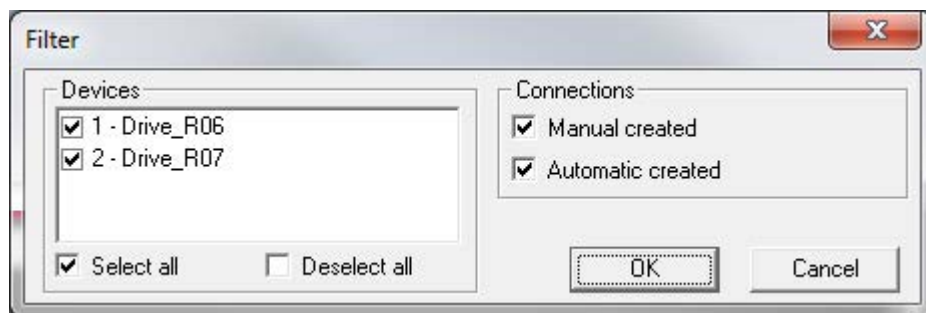 Filter
Devices
1 - Drive_R06
2 - Drive_R07
Select all
Deselect all
Connections
Manual created
Automatic created
OK
Cancel